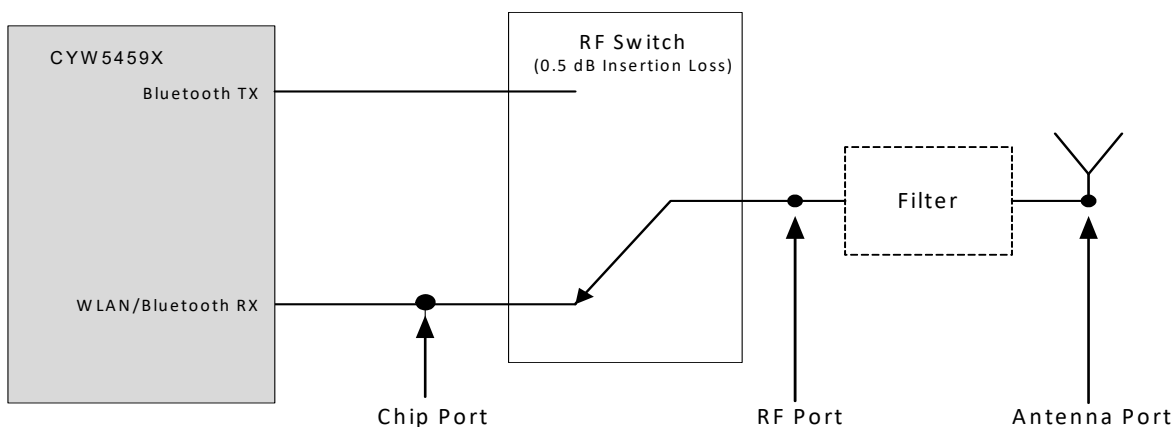 CYW5459X
Bluetooth TX
WLAN/Bluetooth RX
RF Switch
(0.5 dB Insertion Loss)
Filter
Chip Port
RF Port
Antenna Port